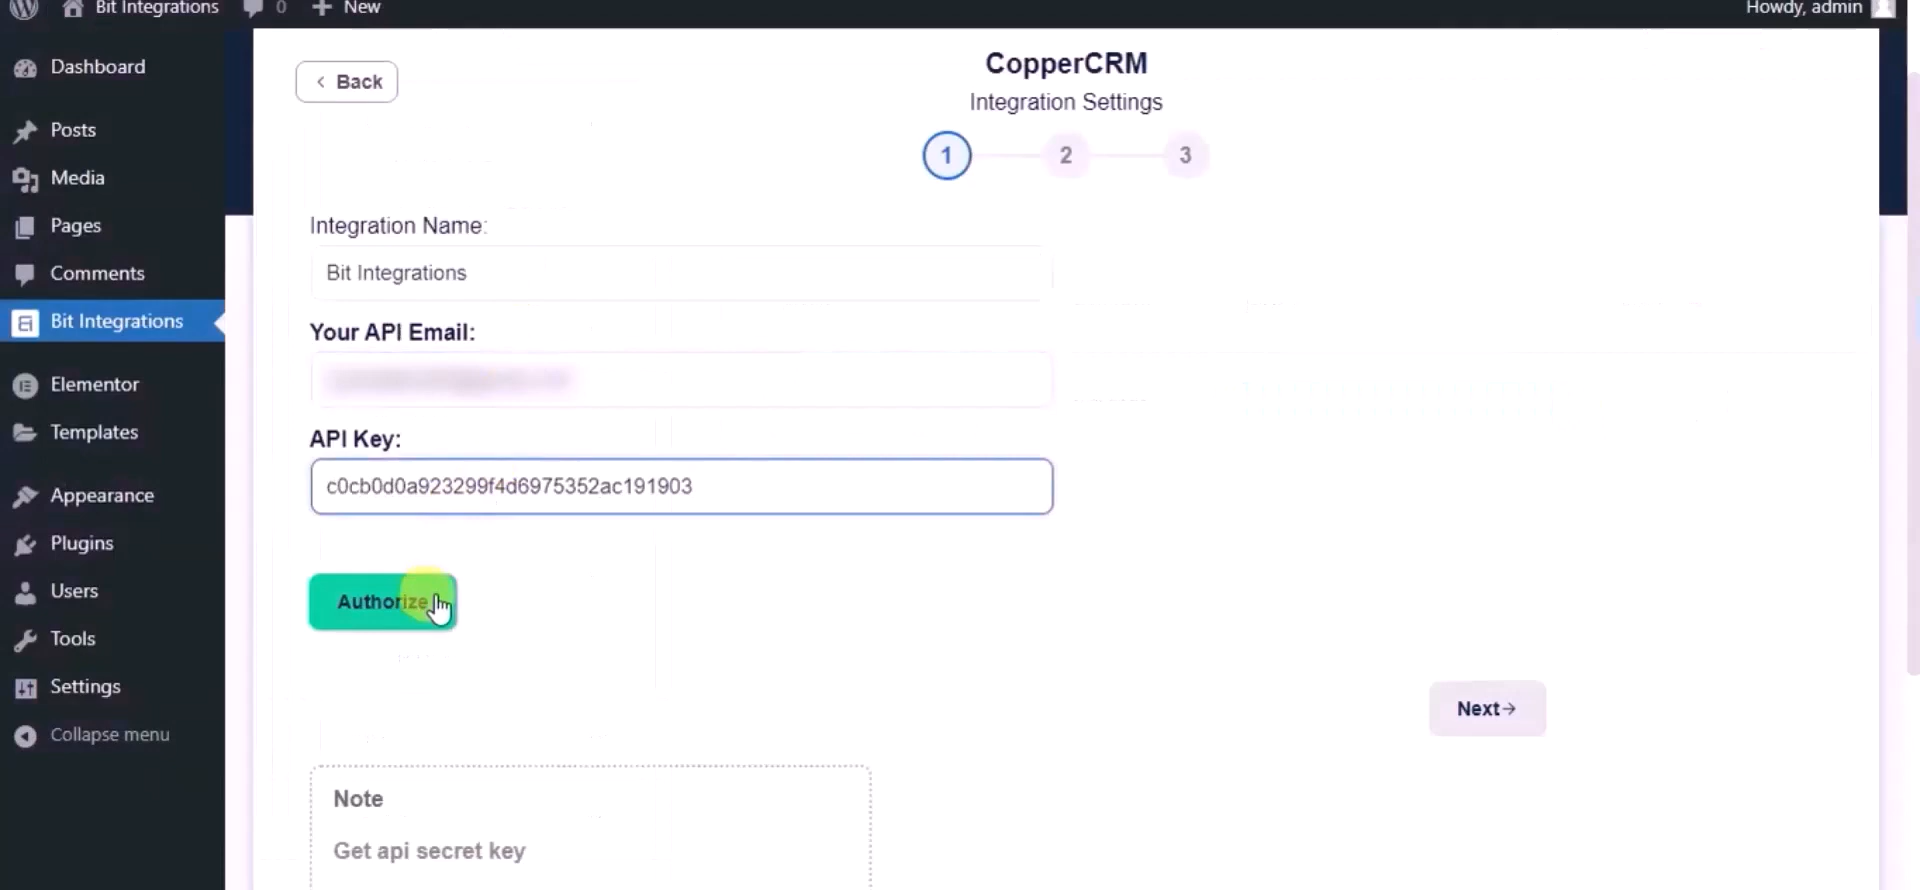 Bit Integrations
0
New
Howdy, admin
Dashboard
Posts
Media
Pages
Comments
Bit Integrations
Elementor
Templates
Appearance
Plugins
Users
Tools
Settings
Collapse menu
Back
CopperCRM
Integration Settings
1
2
3
Integration Name:
Bit Integrations
Your API Email:
API Key:
c0cb0d0a923299f4d6975352ac191903
Authorize
Next→
Note
Get api secret key